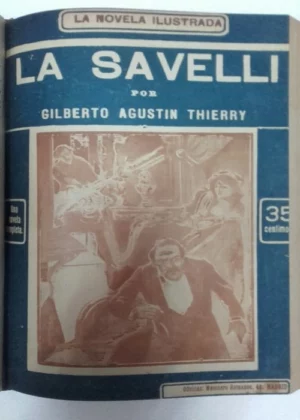 LA NOVELA ILUSTRADA
LA SAVELLI
POR
GILBERTO AGUSTIN THIERRY
Una
novela
completa.
35
céntimos